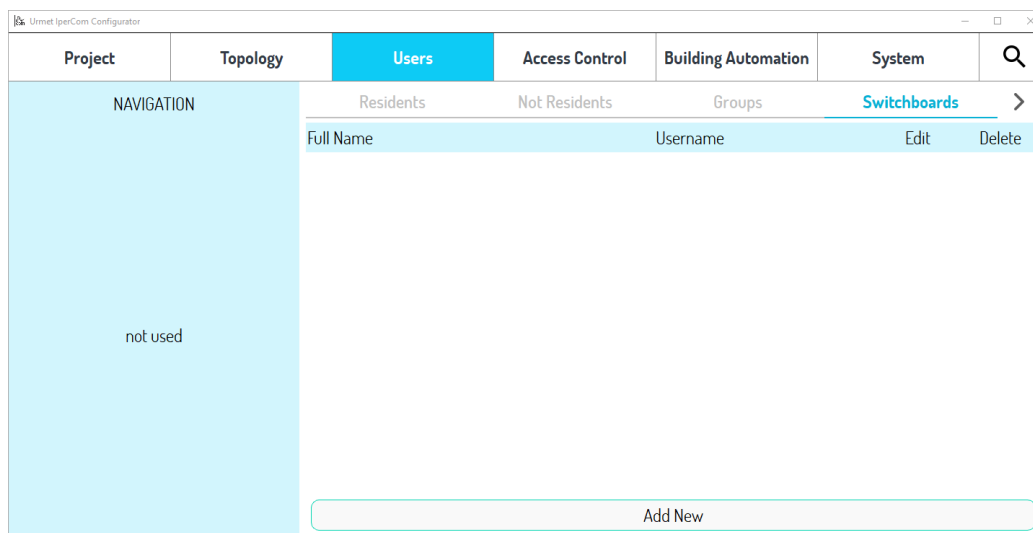 Urmet IperCom Configurator
Project Topology Users Access Control Building Automation System
NAVIGATION
Residents Not Residents Groups Switchboards
Full Name Username Edit Delete
not used
Add New